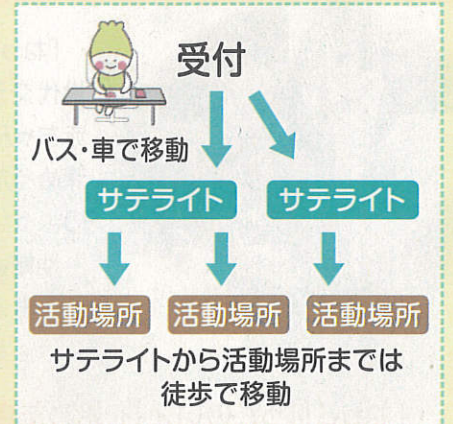 受付
バス・車で移動
サテライト サテライト
活動場所 活動場所 活動場所
サテライトから活動場所までは
徒歩で移動